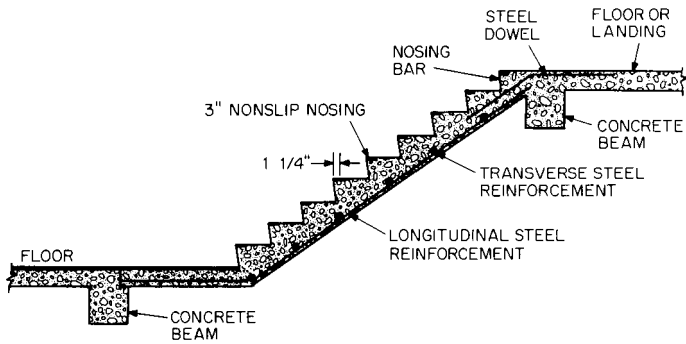 STEEL
DOWEL
FLOOR OR
LANDING
NOSING
BAR
3" NONSLIP NOSING
CONCRETE
BEAM
1 1/4"
TRANSVERSE STEEL
REINFORCEMENT
LONGITUDINAL STEEL
REINFORCEMENT
FLOOR
CONCRETE
BEAM